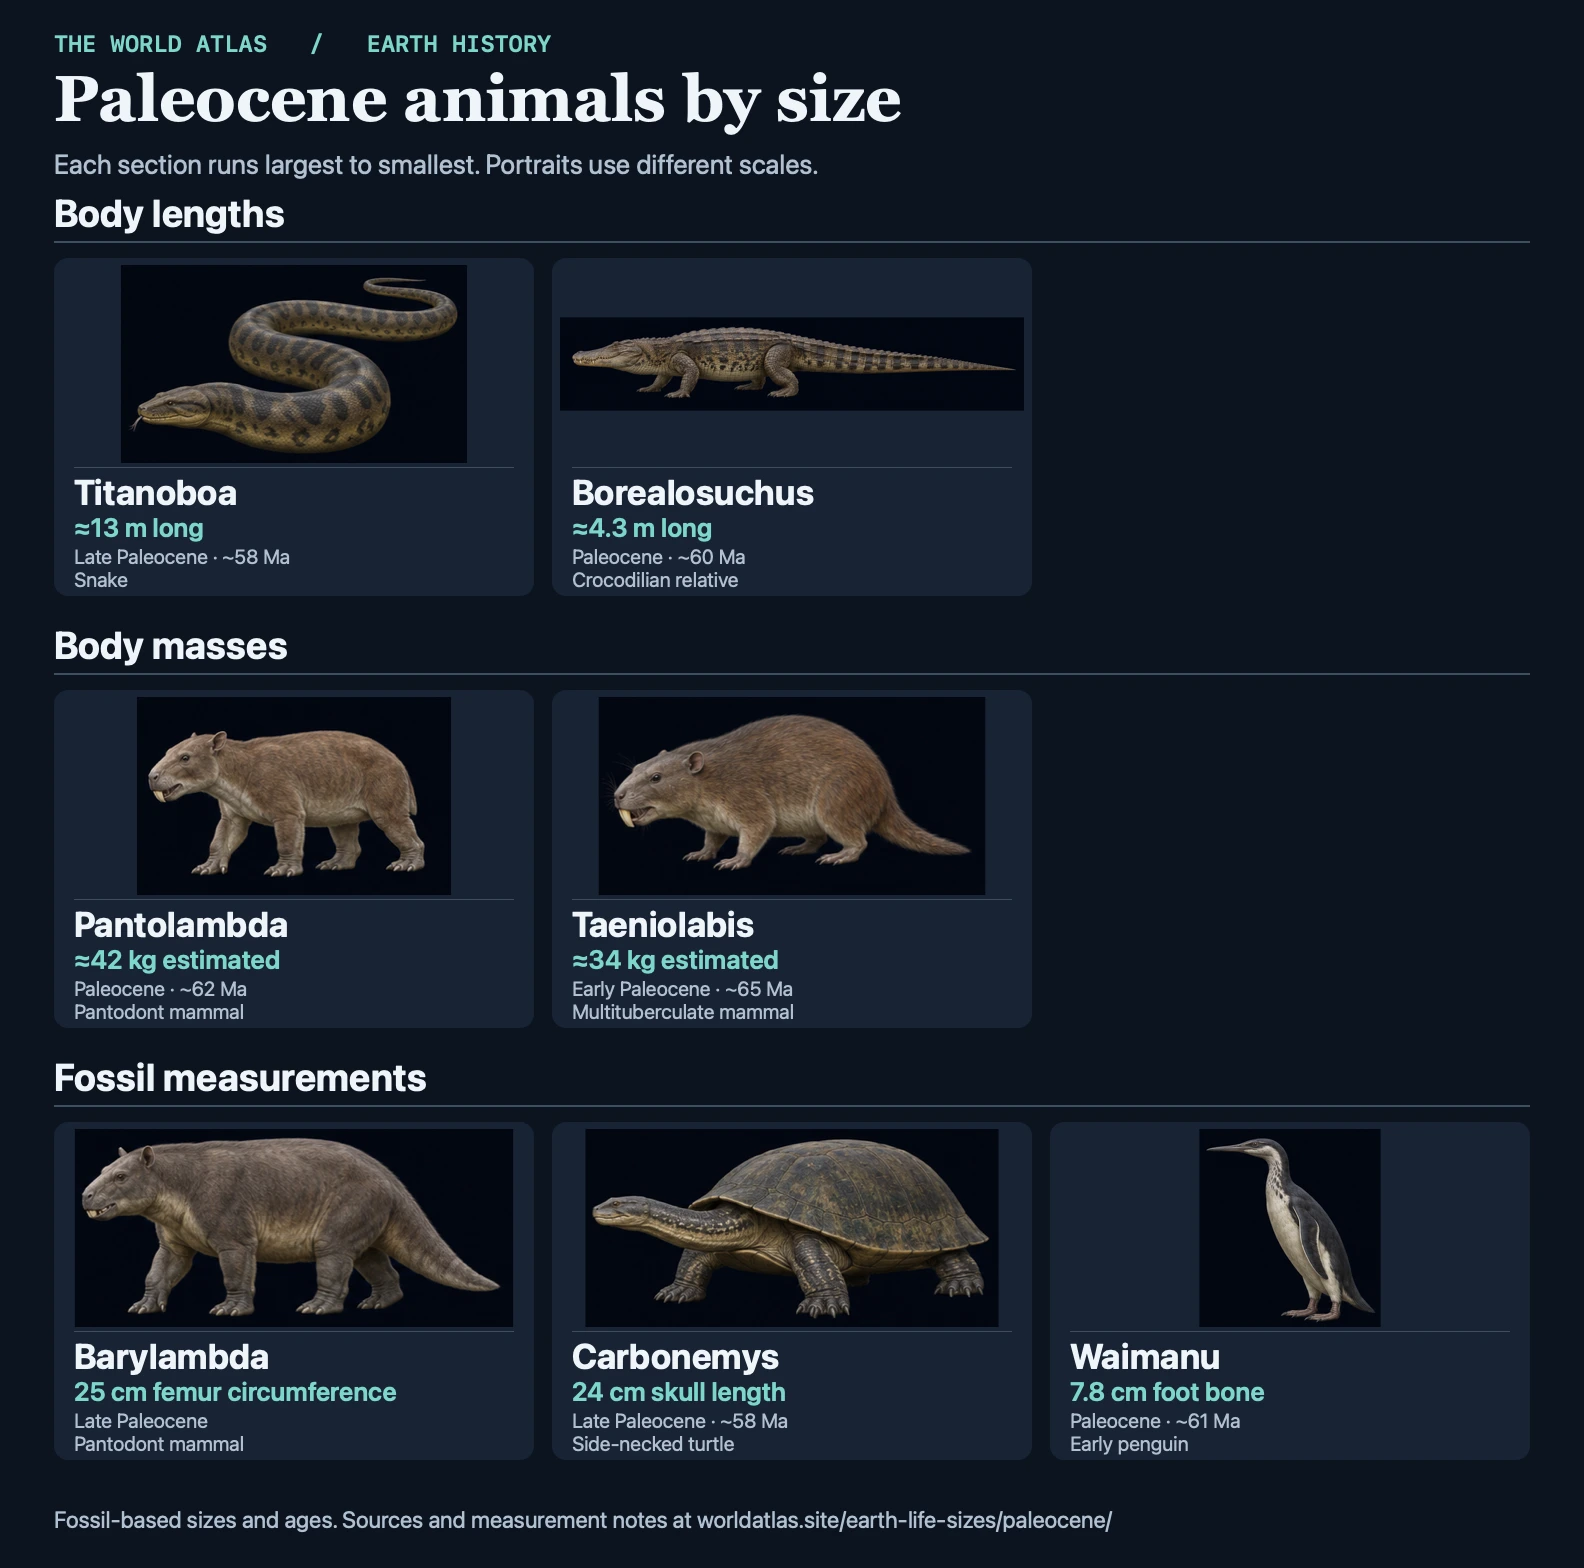 THE WORLD ATLAS / EARTH HISTORY
Paleocene animals by size
Each section runs largest to smallest. Portraits use different scales.
Body lengths
Titanoboa
≈13 m long
Late Paleocene · ~58 Ma
Snake
Borealosuchus
≈4.3 m long
Paleocene · ~60 Ma
Crocodilian relative
Body masses
Pantolambda
≈42 kg estimated
Paleocene · ~62 Ma
Pantodont mammal
Taeniolabis
≈34 kg estimated
Early Paleocene · ~65 Ma
Multituberculate mammal
Fossil measurements
Barylambda
25 cm femur circumference
Late Paleocene
Pantodont mammal
Carbonemys
24 cm skull length
Late Paleocene · ~58 Ma
Side-necked turtle
Waimanu
7.8 cm foot bone
Paleocene · ~61 Ma
Early penguin
Fossil-based sizes and ages. Sources and measurement notes at worldatlas.site/earth-life-sizes/paleocene/